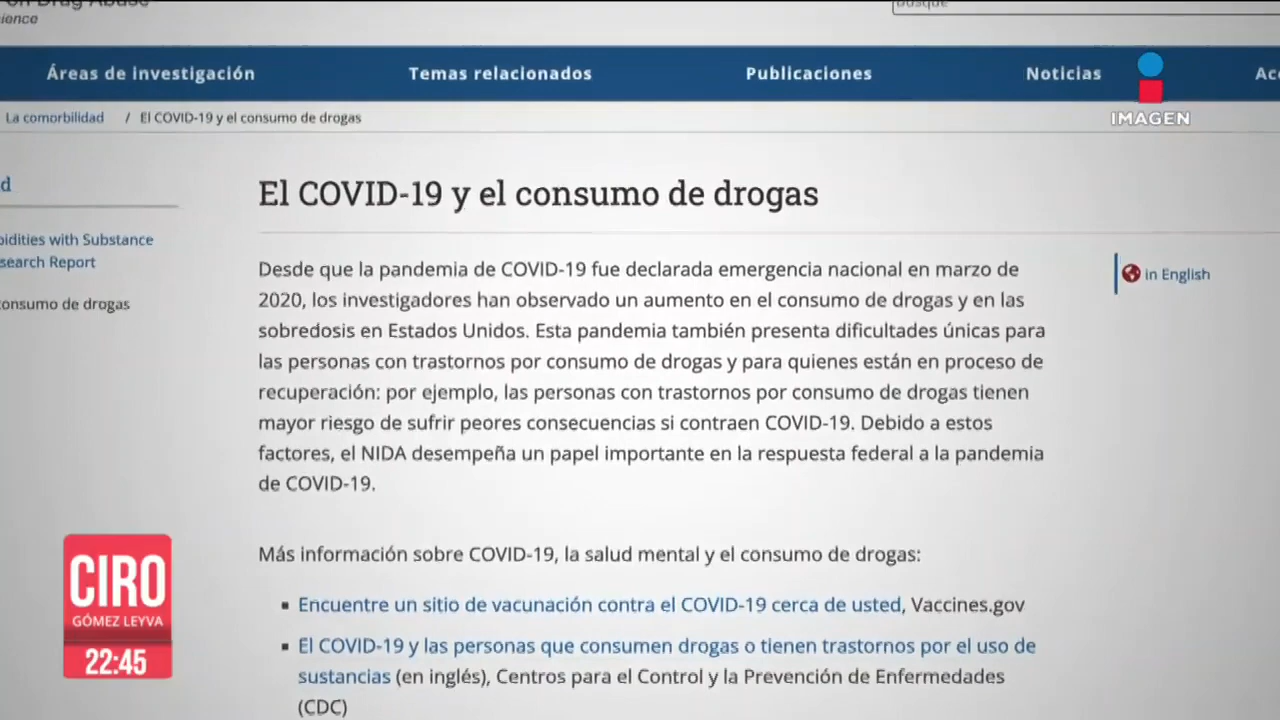 on Drug Abuse
ience
Busque
Áreas de investigación
Temas relacionados
Publicaciones
Noticias
IMAGEN
La comorbilidad / El COVID-19 y el consumo de drogas
d
El COVID-19 y el consumo de drogas
oidities with Substance
search Report
onsumo de drogas
in English
Desde que la pandemia de COVID-19 fue declarada emergencia nacional en marzo de
2020, los investigadores han observado un aumento en el consumo de drogas y en las
sobredosis en Estados Unidos. Esta pandemia también presenta dificultades únicas para
las personas con trastornos por consumo de drogas y para quienes están en proceso de
recuperación: por ejemplo, las personas con trastornos por consumo de drogas tienen
mayor riesgo de sufrir peores consecuencias si contraen COVID-19. Debido a estos
factores, el NIDA desempeña un papel importante en la respuesta federal a la pandemia
de COVID-19.
Más información sobre COVID-19, la salud mental y el consumo de drogas:
▪ Encuentre un sitio de vacunación contra el COVID-19 cerca de usted, Vaccines.gov
▪ El COVID-19 y las personas que consumen drogas o tienen trastornos por el uso de
sustancias (en inglés), Centros para el Control y la Prevención de Enfermedades
(CDC)
CIRO
GÓMEZ LEYVA
22:45